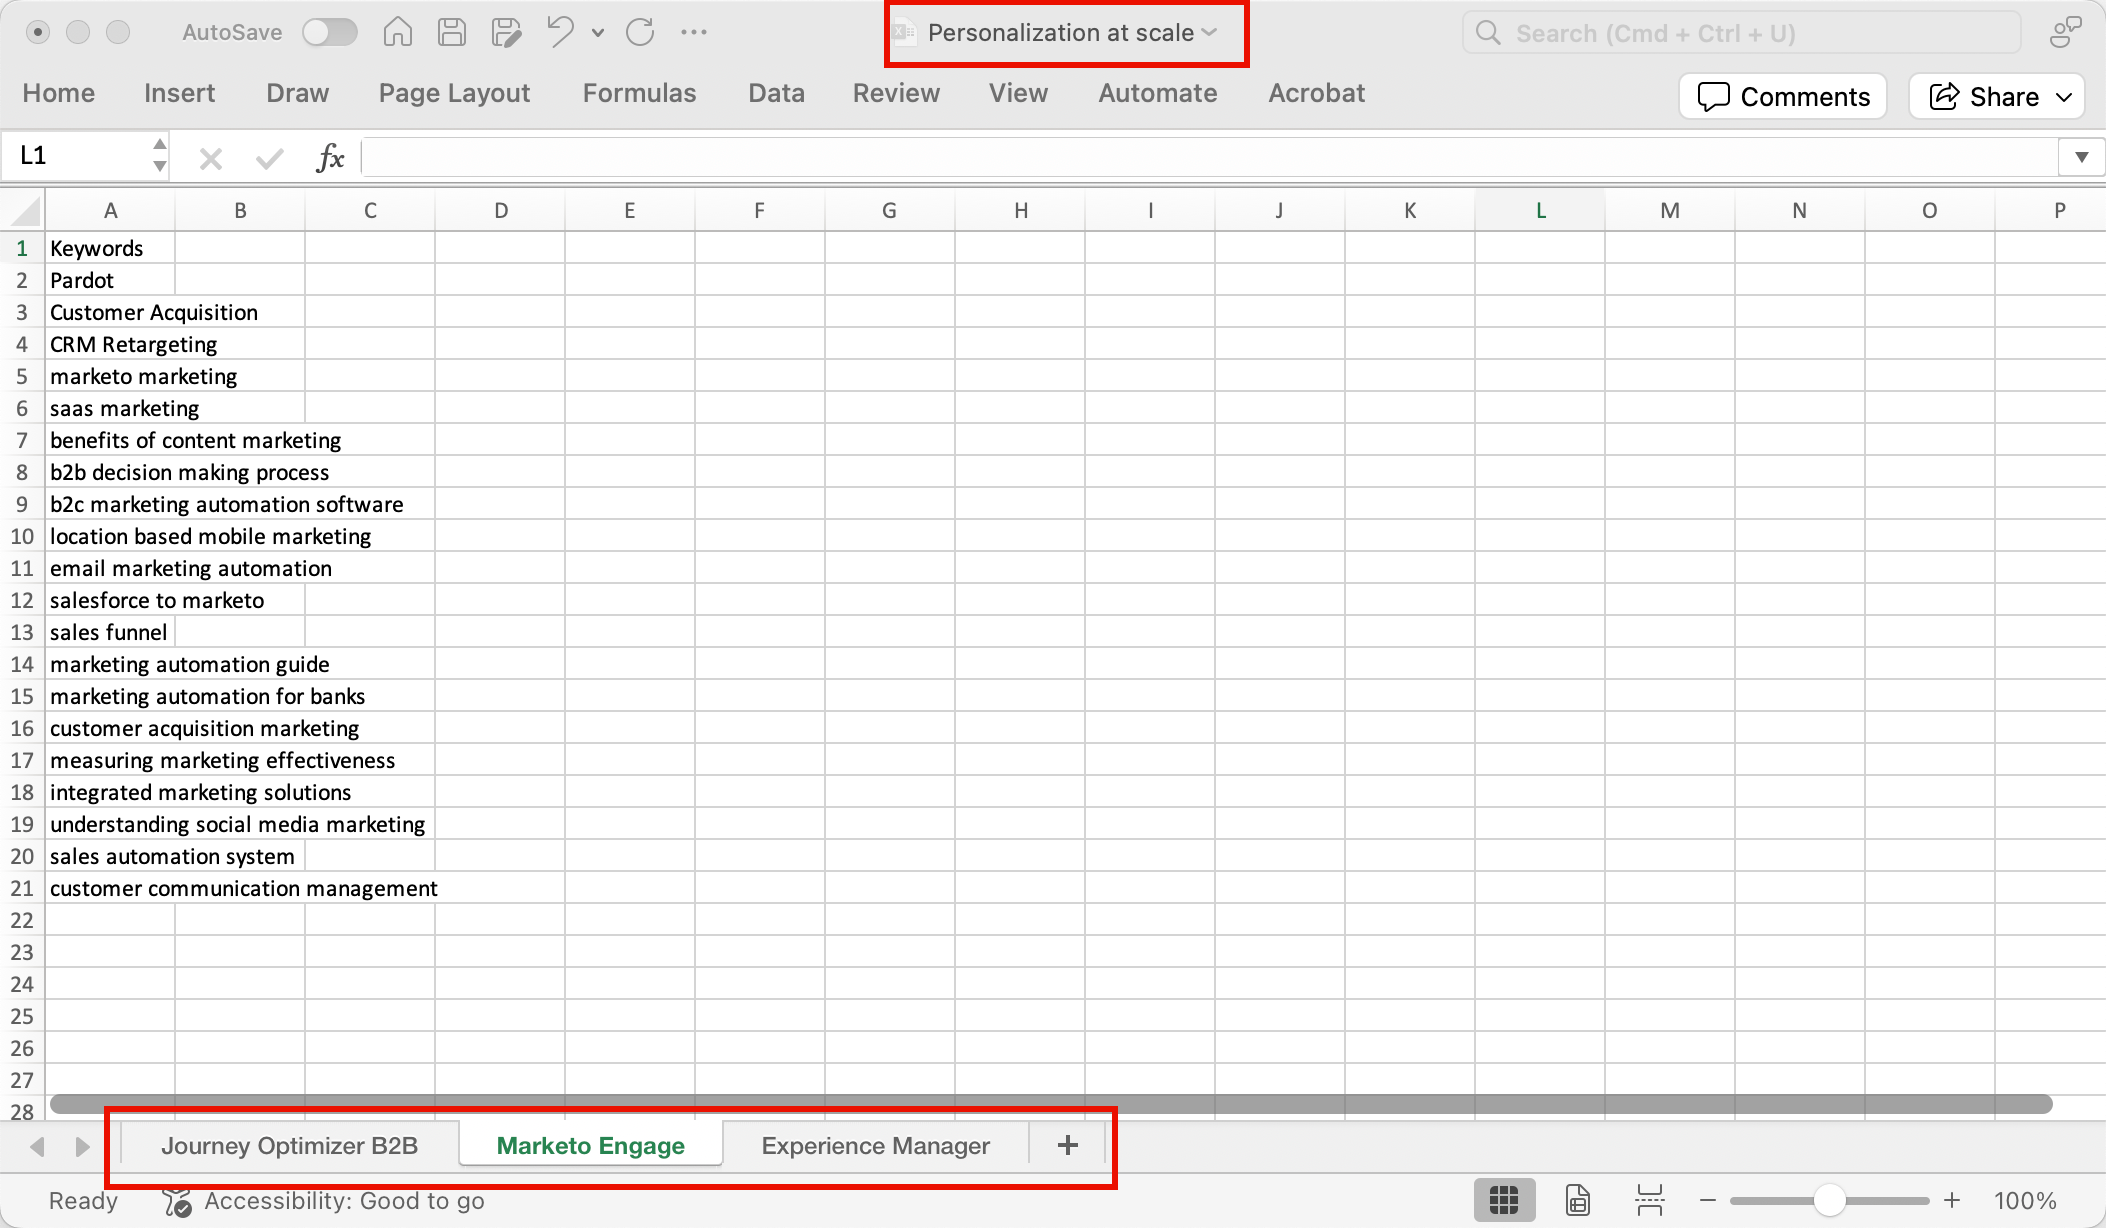 AutoSave
Personalization at scale
Search (Cmd + Ctrl + U)
Home Insert Draw Page Layout Formulas Data Review View Automate Acrobat Comments Share
L1 fx
A B C D E F G H I J K L M N O P
1 Keywords
2 Pardot
3 Customer Acquisition
4 CRM Retargeting
5 marketo marketing
6 saas marketing
7 benefits of content marketing
8 b2b decision making process
9 b2c marketing automation software
10 location based mobile marketing
11 email marketing automation
12 salesforce to marketo
13 sales funnel
14 marketing automation guide
15 marketing automation for banks
16 customer acquisition marketing
17 measuring marketing effectiveness
18 integrated marketing solutions
19 understanding social media marketing
20 sales automation system
21 customer communication management
22
23
24
25
26
27
28
Journey Optimizer B2B Marketo Engage Experience Manager +
Ready Accessibility: Good to go 100%